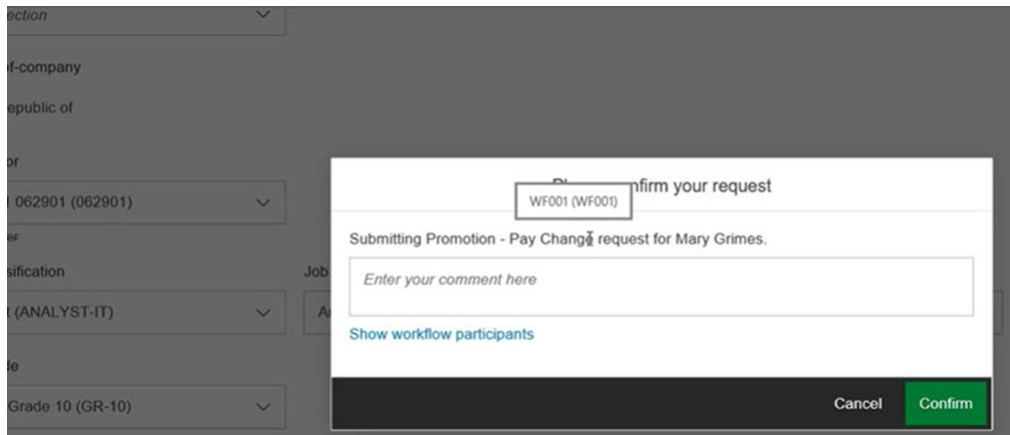 ection
of-company
epublic of
or
062901 (062901)
er
sification
Job
t (ANALYST-IT)
de
Grade 10 (GR-10)
confirm your request
WF001 (WF001)
Submitting Promotion - Pay Change request for Mary Grimes.
Enter your comment here
Show workflow participants
Cancel
Confirm